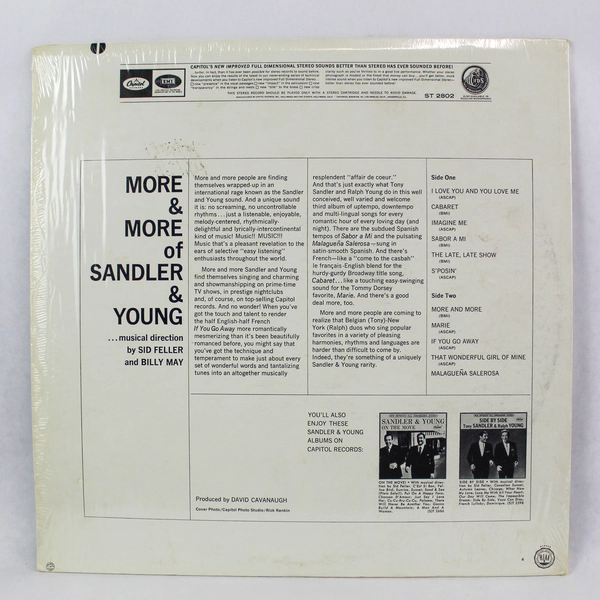 CAPITOL'S NEW IMPROVED FULL DIMENSIONAL STEREO SOUNDS BETTER THAN STEREO HAS EVER SOUNDED BEFORE!
THIS STEREO RECORD SHOULD BE PLAYED ONLY WITH A STEREO CARTRIDGE AND NEEDLE TO AVOID DAMAGE.
Capitol
EMI
ST 2802
MORE
&
MORE
of
SANDLER
&
YOUNG
...musical direction
by SID FELLER
and BILLY MAY
More and more people are finding
themselves wrapped-up in an
international rage known as the Sandler
and Young sound. And a unique sound
it is: no screaming, no uncontrollable
rhythms...just a listenable, enjoyable,
melody-centered, rhythmically-
delightful and lyrically-intercontinental
kind of music! Music!! MUSIC!!!
Music that's a pleasant revelation to the
ears of selective "easy listening"
enthusiasts throughout the world.
More and more Sandler and Young
find themselves singing and charming
and showmanshipping on prime-time
TV shows, in prestige nightclubs
and, of course, on top-selling Capitol
records. And no wonder! When you've
got the touch and talent to render
the half English-half French
If You Go Away more romantically
mesmerizing than it's been beautifully
romanced before, you might say that
you've got the technique and
temperament to make just about every
set of wonderful words and tantalizing
tunes into an altogether musically
resplendent "affair de coeur."
And that's just exactly what Tony
Sandler and Ralph Young do in this well
conceived, well varied and welcome
third album of uptempo, downtempo
and multi-lingual songs for every
romantic hour of every loving day (and
night). There are the subdued Spanish
tempos of Sabor a Mi and the pulsating
Malagueña Salerosa—sung in
satin-smooth Spanish. And there's
French—like a "come to the casbah"
le français-English blend for the
hurdy-gurdy Broadway title song,
Cabaret...like a touching easy-swinging
sound for the Tommy Dorsey
favorite, Marie. And there's a good
deal more, too.
More and more people are coming to
realize that Belgian (Tony)-New
York (Ralph) duos who sing popular
favorites in a variety of pleasing
harmonies, rhythms and languages are
harder than difficult to come by.
Indeed, they're something of a uniquely
Sandler & Young rarity.
Side One
I LOVE YOU AND YOU LOVE ME
(ASCAP)
CABARET
(BMI)
IMAGINE ME
(ASCAP)
SABOR A MI
(BMI)
THE LATE, LATE SHOW
(ASCAP)
S'POSIN'
(ASCAP)
Side Two
MORE AND MORE
(BMI)
MARIE
(ASCAP)
IF YOU GO AWAY
(ASCAP)
THAT WONDERFUL GIRL OF MINE
(ASCAP)
MALAGUEÑA SALEROSA
YOU'LL ALSO
ENJOY THESE
SANDLER & YOUNG
ALBUMS ON
CAPITOL RECORDS:
SANDLER & YOUNG
ON THE MOVE
SIDE BY SIDE
Tony SANDLER & Ralph YOUNG
Produced by DAVID CAVANAUGH
Cover Photo/Capitol Photo Studio/Rick Rankin
RIAA